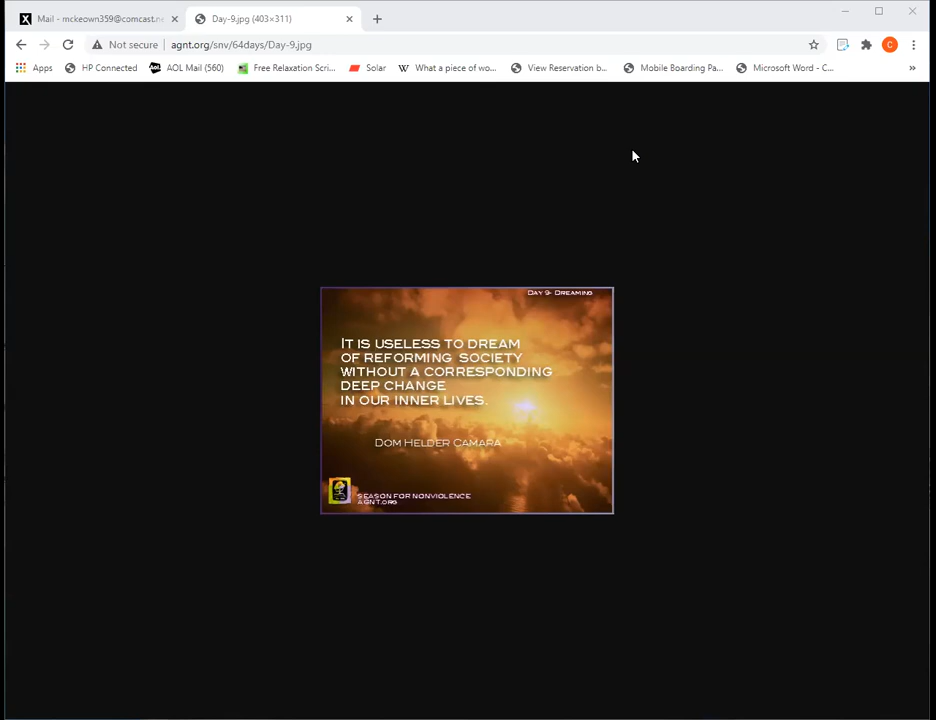 Mail - mckeown359@comcast.ne
Day-9.jpg (403×311)
Not secure
agnt.org/snv/64days/Day-9.jpg
C
Apps
HP Connected
AOL Mail (560)
Free Relaxation Scri...
Solar
What a piece of wo...
View Reservation b...
Mobile Boarding Pa...
Microsoft Word - C...
»
Day 9- Dreaming
It is useless to dream
of reforming society
without a corresponding
deep change
in our inner lives.
Dom Helder Camara
Season for Nonviolence
agnt.org